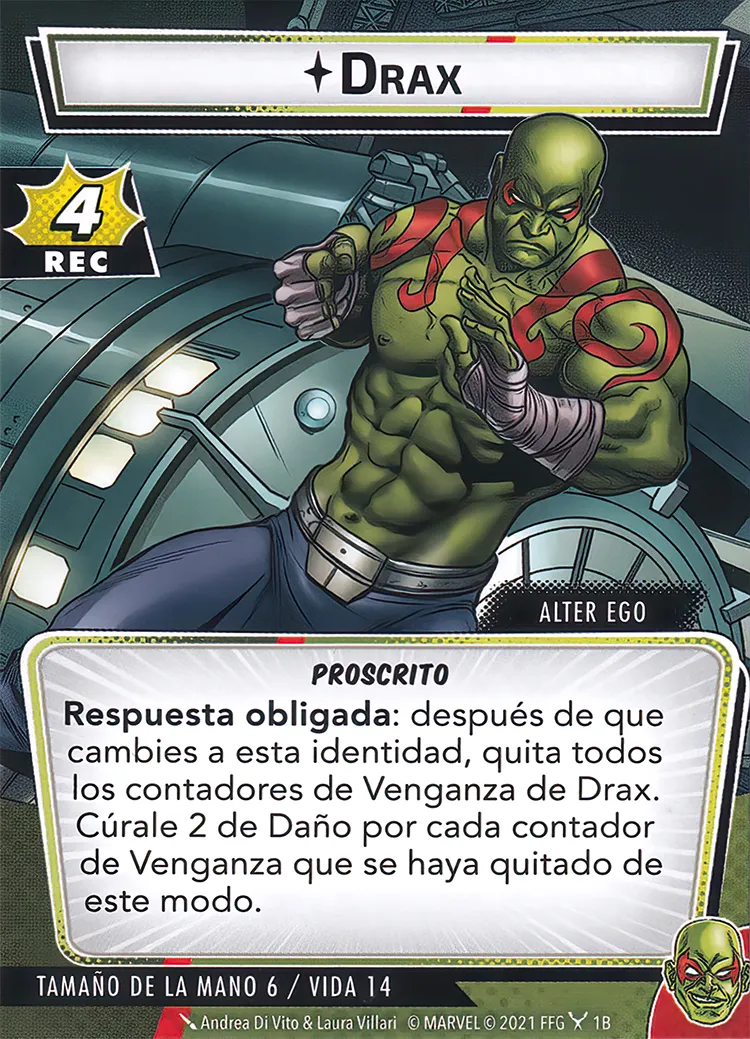 DRAX
4
REC
ALTER EGO
PROSCRITO
Respuesta obligada: después de que
cambies a esta identidad, quita todos
los contadores de Venganza de Drax.
Cúrale 2 de Daño por cada contador
de Venganza que se haya quitado de
este modo.
TAMAÑO DE LA MANO 6 / VIDA 14
Andrea Di Vito & Laura Villari © MARVEL © 2021 FFG 1B